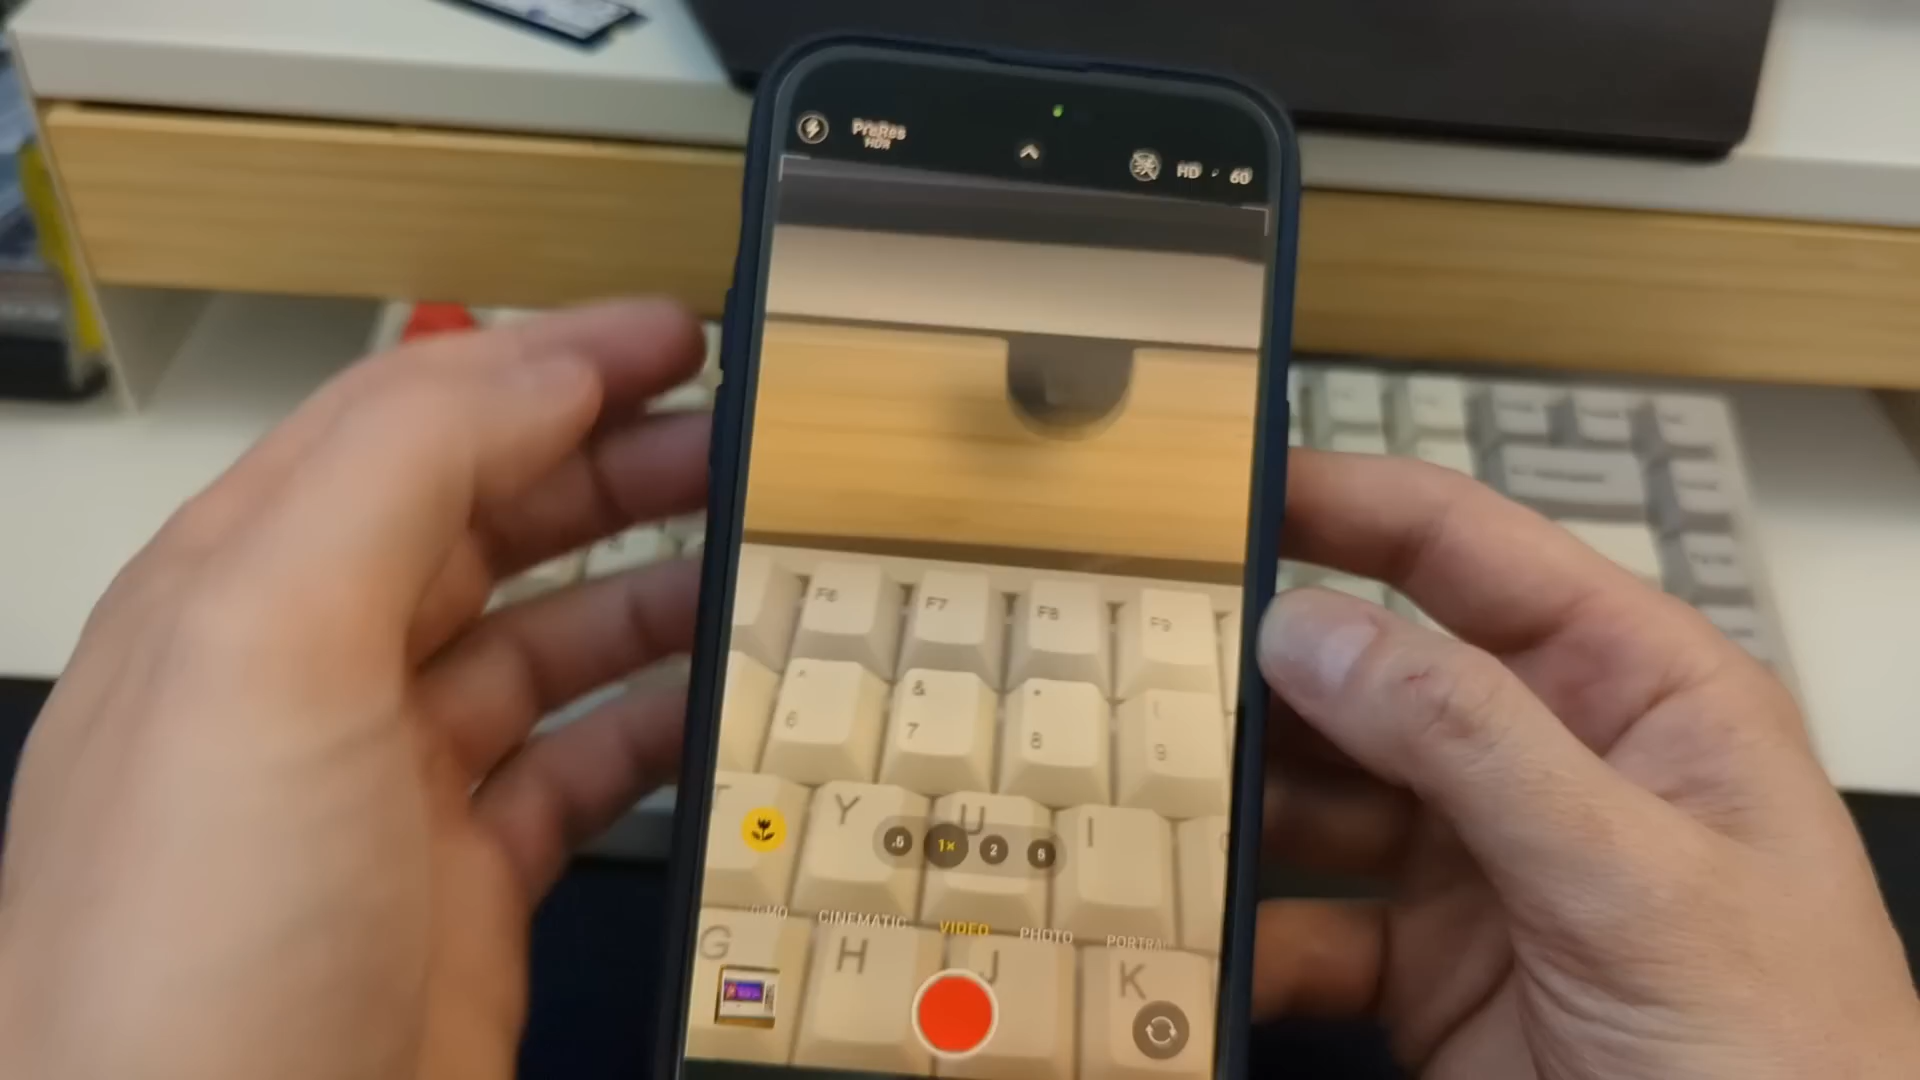 ProRes
HDR
HD · 60
F6 F7 F8 F9
^ & *
6 7 8 9
Y U I
.5 1× 2 5
CINEMATIC VIDEO PHOTO PORTRA
G H J K